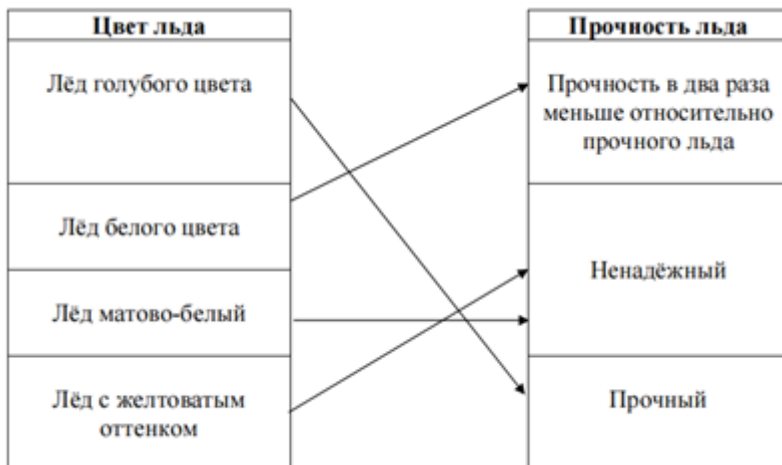 Цвет льда
Лёд голубого цвета
Лёд белого цвета
Лёд матово-белый
Лёд с желтоватым
оттенком
Прочность льда
Прочность в два раза
меньше относительно
прочного льда
Ненадёжный
Прочный